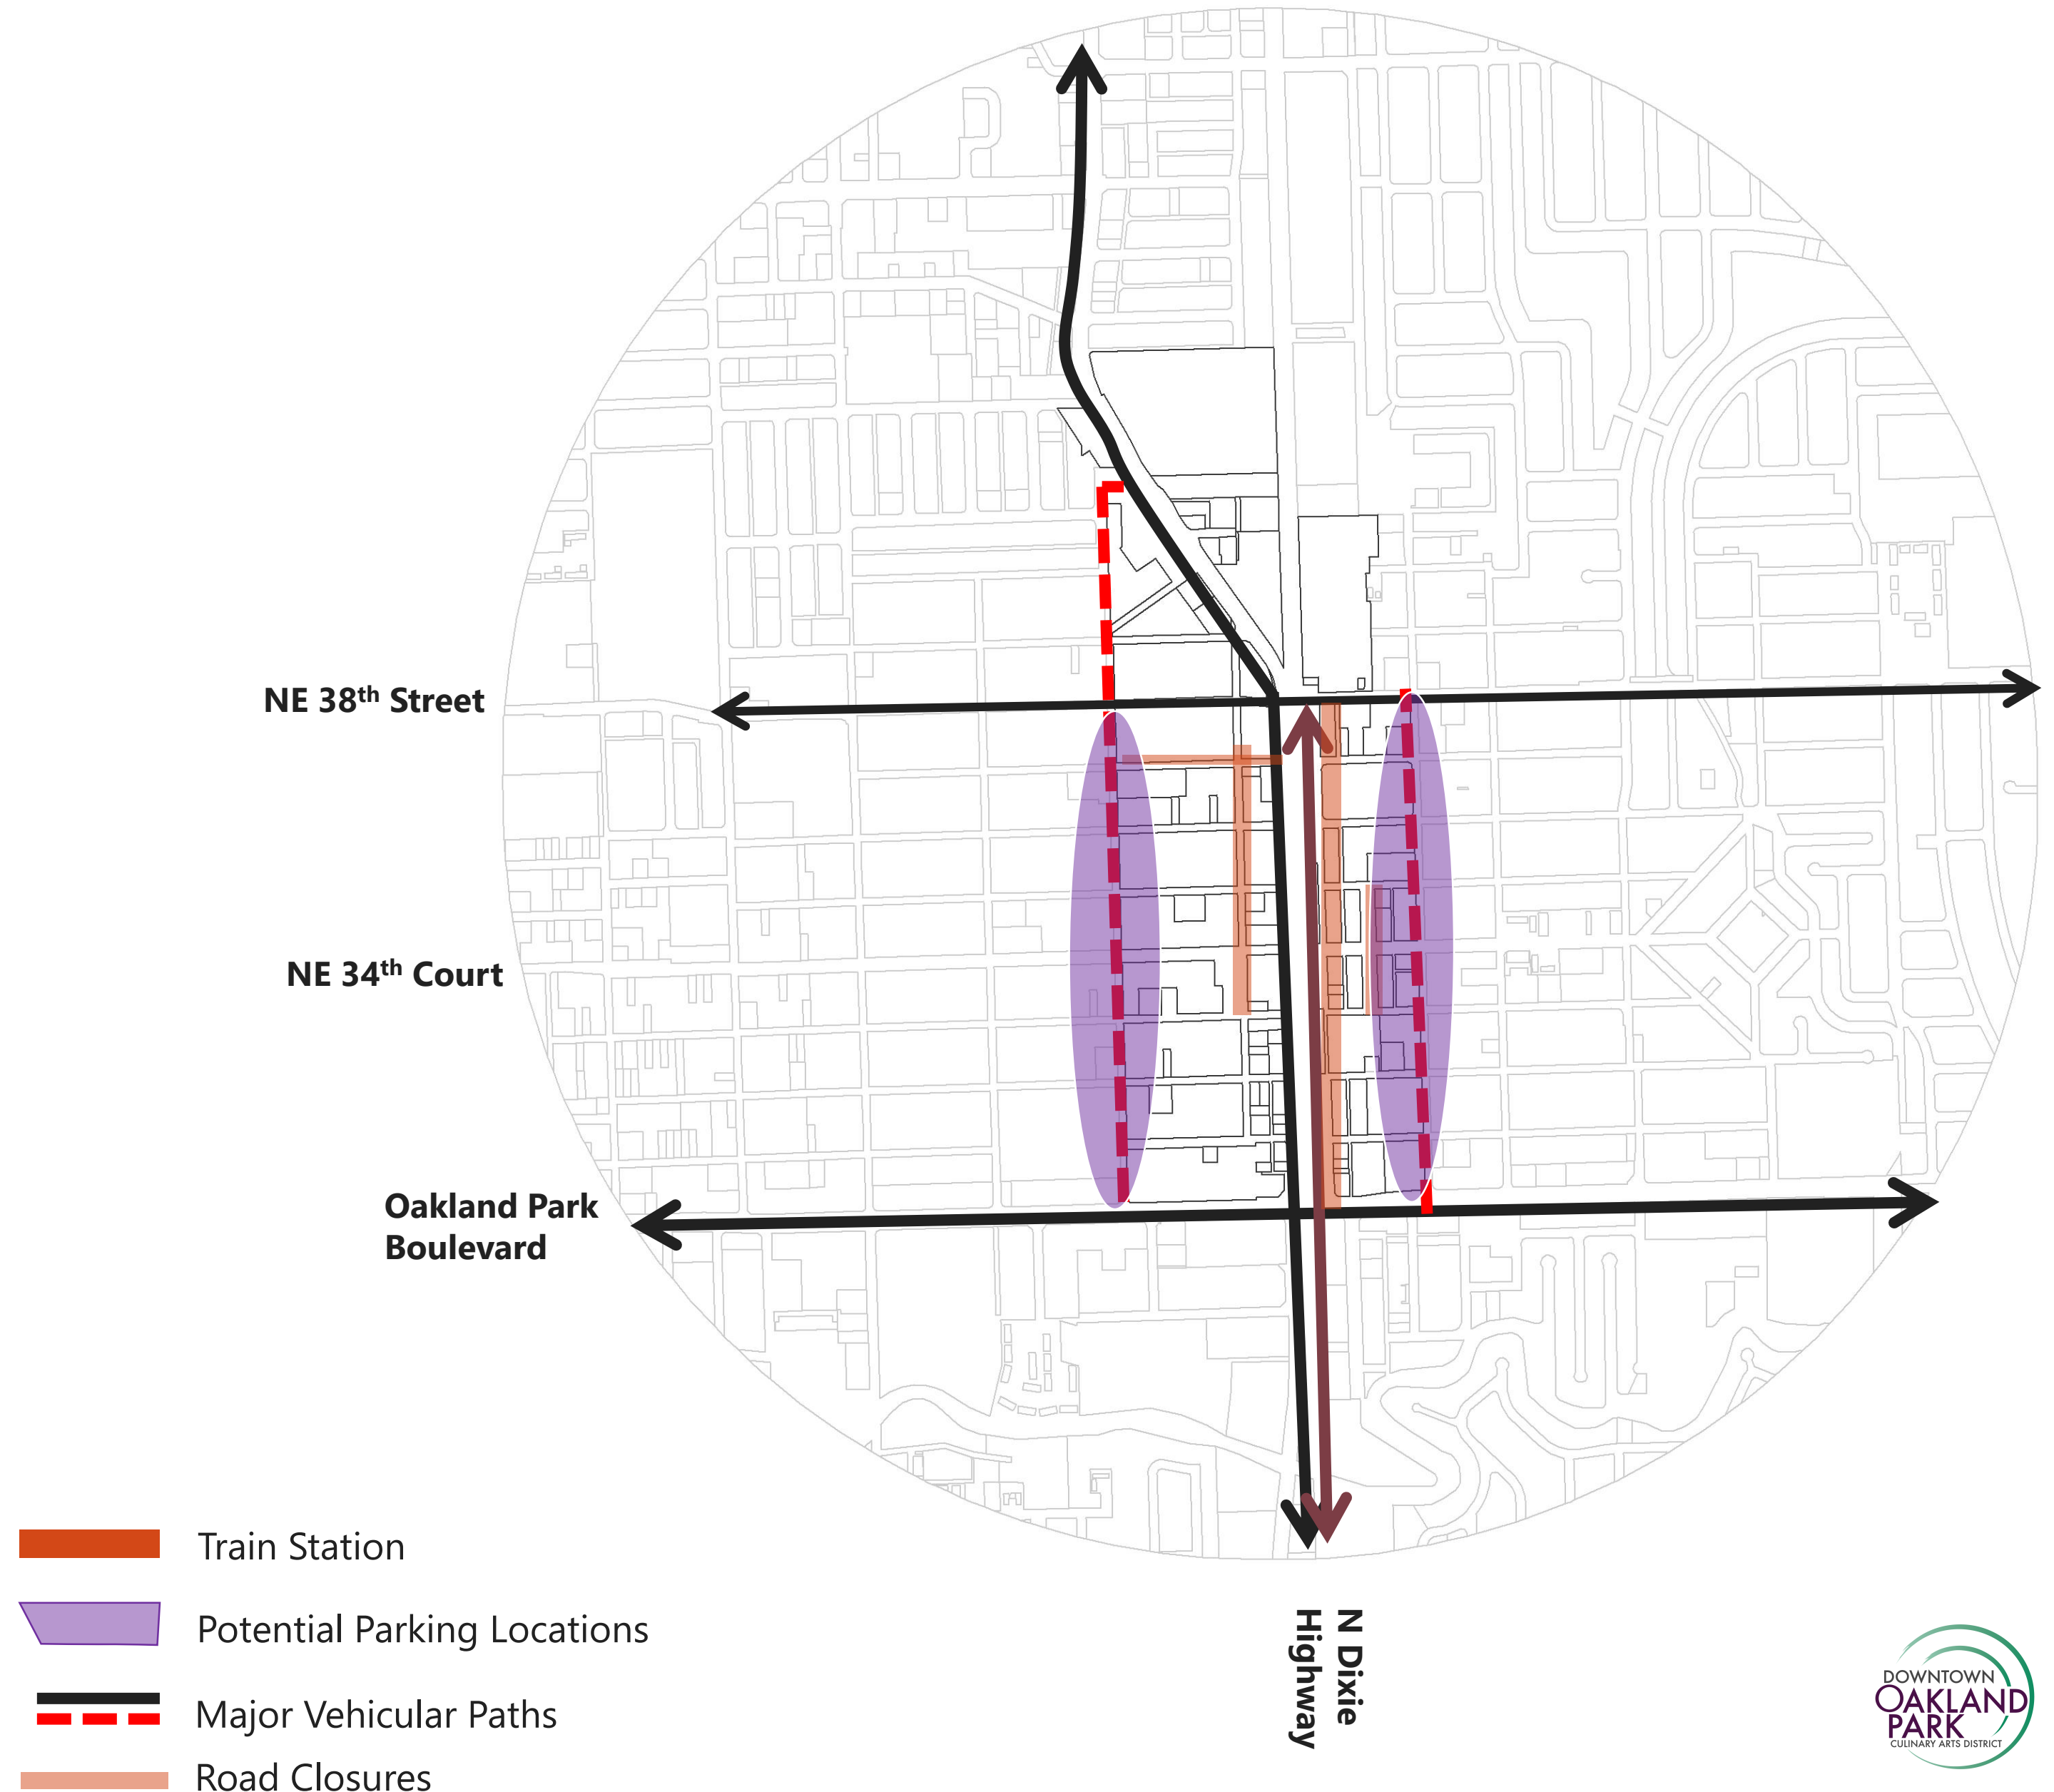 NE 38th Street
NE 34th Court
Oakland Park
Boulevard
Train Station
Potential Parking Locations
Major Vehicular Paths
Road Closures
N Dixie
Highway
DOWNTOWN
OAKLAND
PARK
CULINARY ARTS DISTRICT